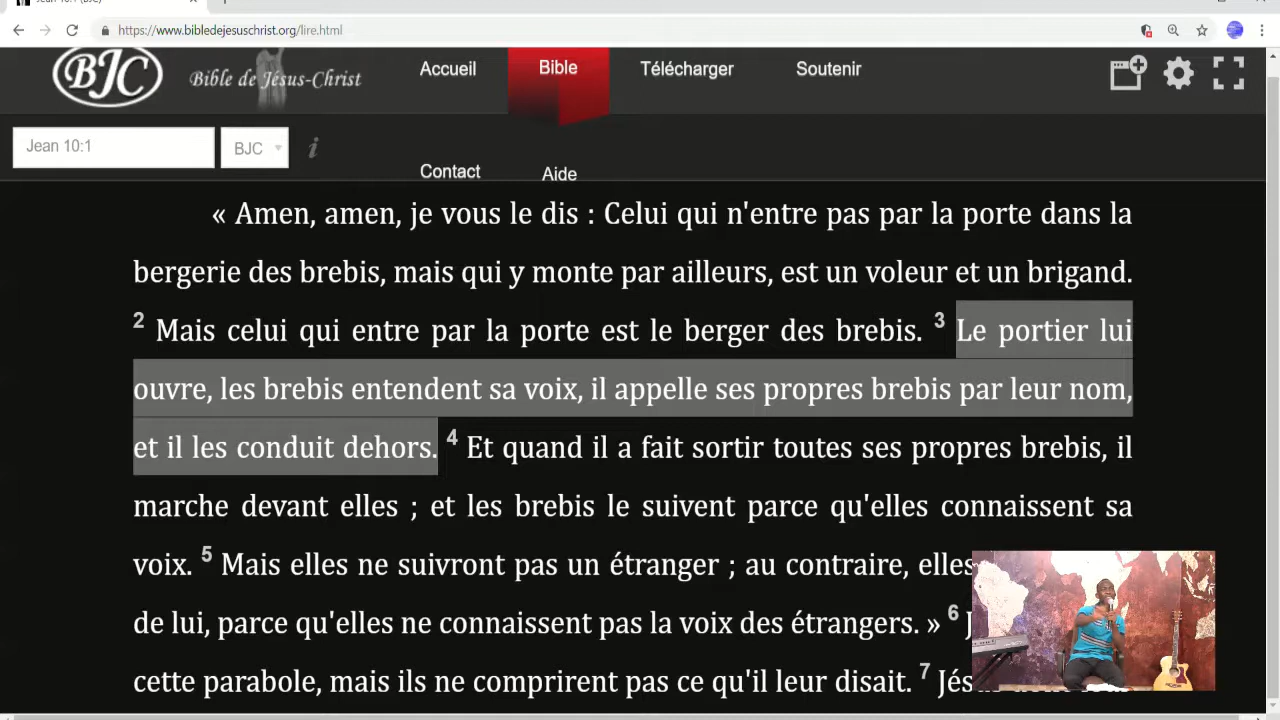 Jean 10:1 (BJC)
https://www.bibledejesuschrist.org/lire.html
BJC Bible de Jésus-Christ Accueil Bible Télécharger Soutenir
Jean 10:1 BJC i
Contact Aide
« Amen, amen, je vous le dis : Celui qui n'entre pas par la porte dans la
bergerie des brebis, mais qui y monte par ailleurs, est un voleur et un brigand.
2 Mais celui qui entre par la porte est le berger des brebis. 3 Le portier lui
ouvre, les brebis entendent sa voix, il appelle ses propres brebis par leur nom,
et il les conduit dehors. 4 Et quand il a fait sortir toutes ses propres brebis, il
marche devant elles ; et les brebis le suivent parce qu'elles connaissent sa
voix. 5 Mais elles ne suivront pas un étranger ; au contraire, elles
de lui, parce qu'elles ne connaissent pas la voix des étrangers. » 6
cette parabole, mais ils ne comprirent pas ce qu'il leur disait. 7